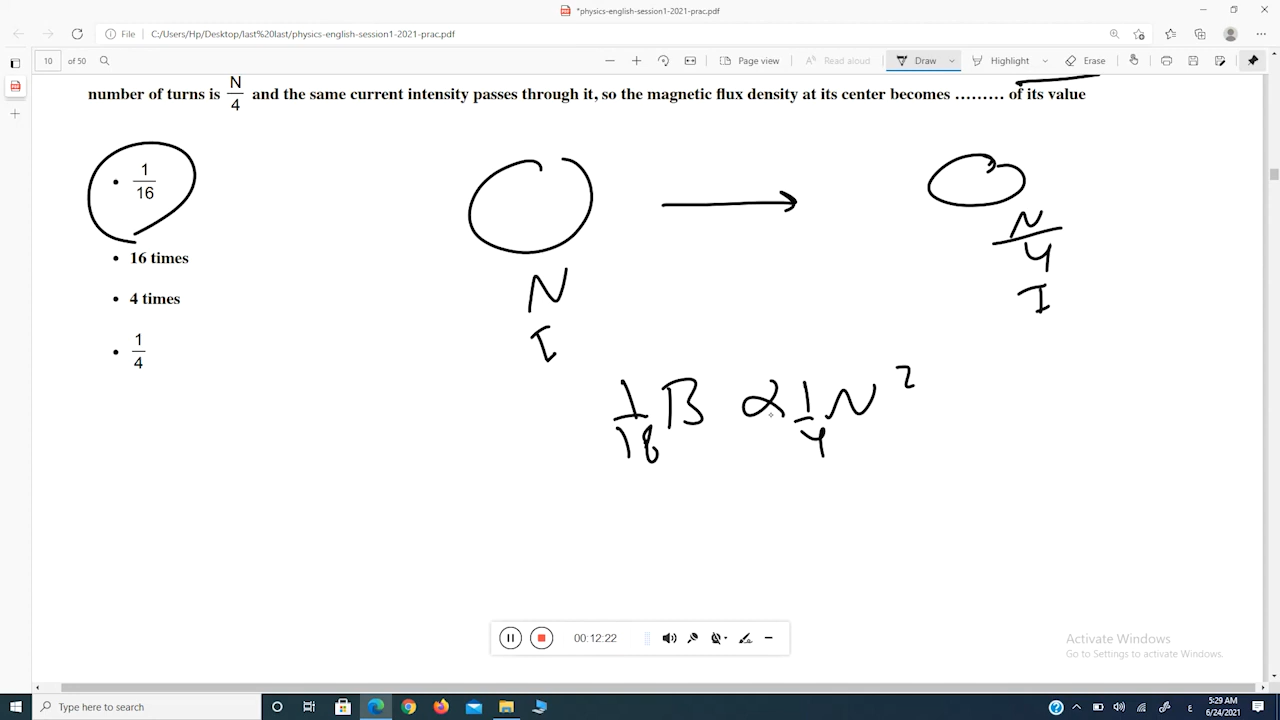 *physics-english-session1-2021-prac.pdf
File | C:/Users/Hp/Desktop/last%20last/physics-english-session1-2021-prac.pdf
10 of 50 Page view Read aloud Draw Highlight Erase
number of turns is N/4 and the same current intensity passes through it, so the magnetic flux density at its center becomes ......... of its value
• 1/16
• 16 times
• 4 times
• 1/4
N
I
N/4
I
1/16 B ∝ 1/4 N ²
00:12:22
Activate Windows
Go to Settings to activate Windows.
Type here to search
5:29 AM
6/24/2021